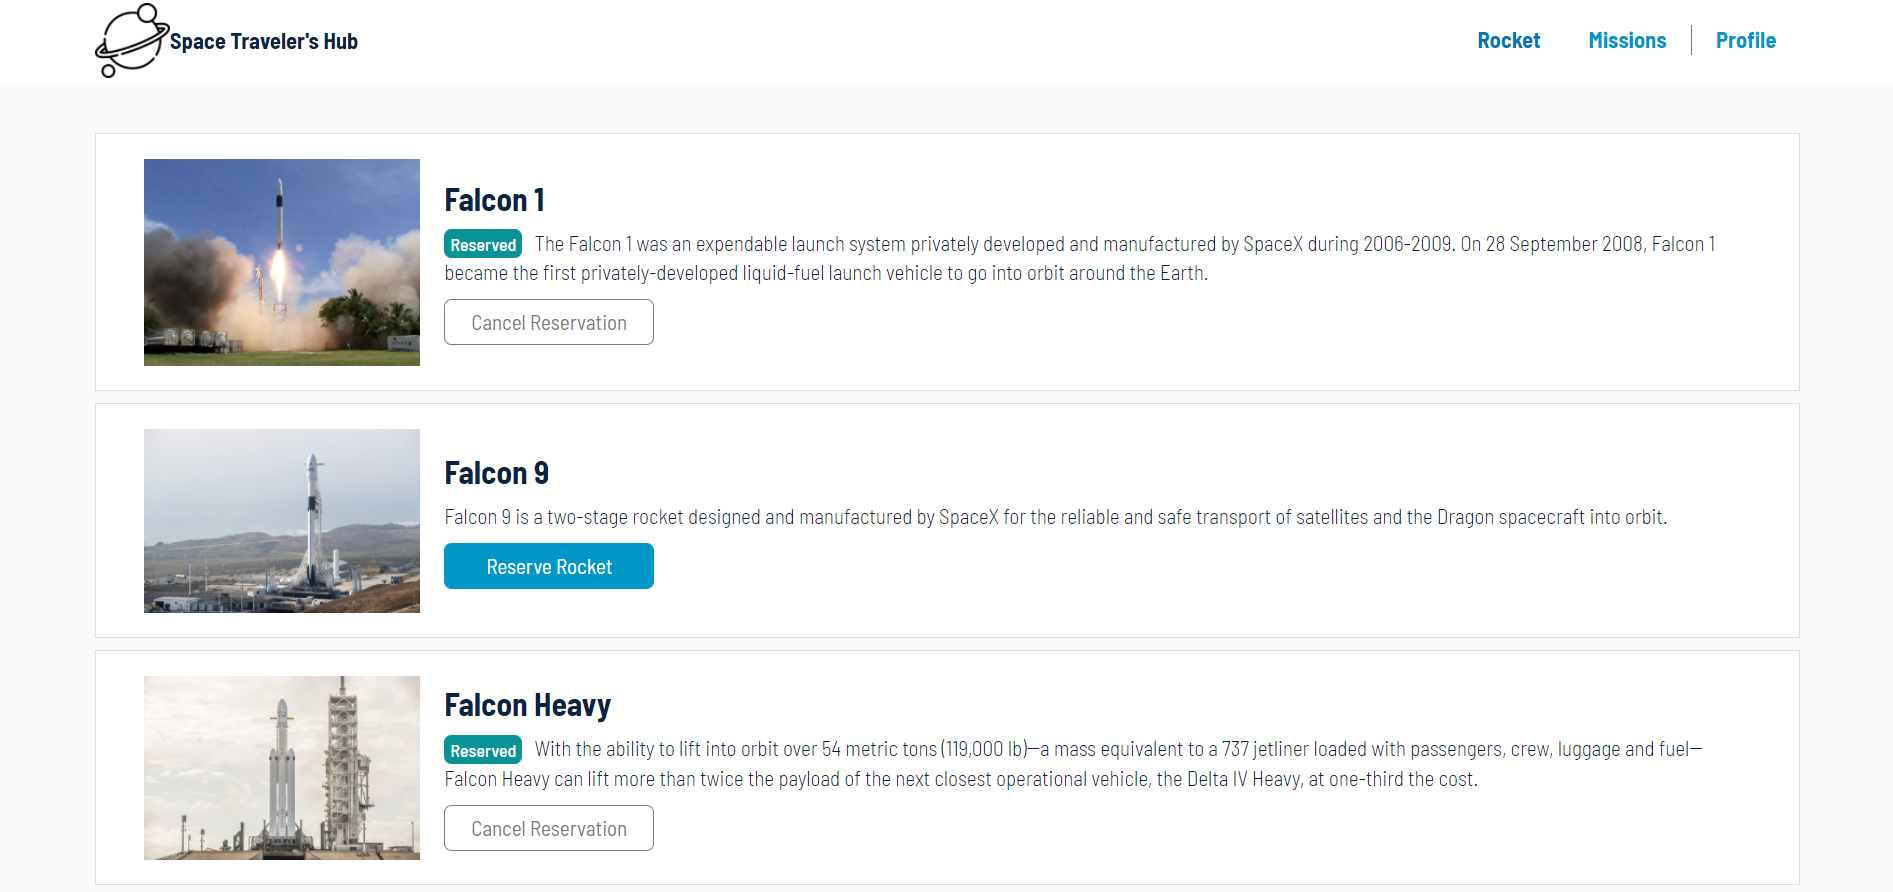 Space Traveler's Hub
Rocket Missions Profile
Falcon 1
Reserved The Falcon 1 was an expendable launch system privately developed and manufactured by SpaceX during 2006-2009. On 28 September 2008, Falcon 1
became the first privately-developed liquid-fuel launch vehicle to go into orbit around the Earth.
Cancel Reservation
Falcon 9
Falcon 9 is a two-stage rocket designed and manufactured by SpaceX for the reliable and safe transport of satellites and the Dragon spacecraft into orbit.
Reserve Rocket
Falcon Heavy
Reserved With the ability to lift into orbit over 54 metric tons (119,000 lb)—a mass equivalent to a 737 jetliner loaded with passengers, crew, luggage and fuel—
Falcon Heavy can lift more than twice the payload of the next closest operational vehicle, the Delta IV Heavy, at one-third the cost.
Cancel Reservation